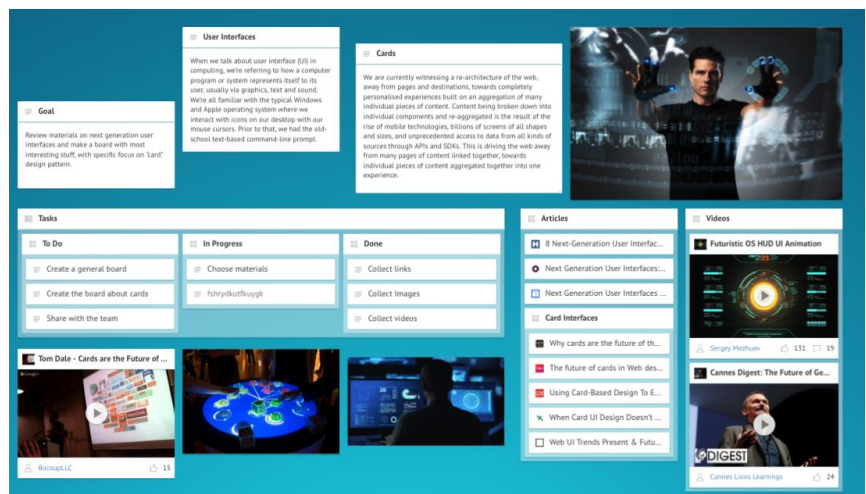 Goal
Review materials on next generation user
interfaces and make a board with most
interesting stuff, with specific focus on "card"
design pattern.
User Interfaces
When we talk about user interface (UI) in
computing, we're referring to how a computer
program or system represents itself to its
user, usually via graphics, text and sound.
We're all familiar with the typical Windows
and Apple operating system where we
interact with icons on our desktop with our
mouse cursors. Prior to that, we had the old-
school text-based command-line prompt.
Cards
We are currently witnessing a re-architecture of the web,
away from pages and destinations, towards completely
personalised experiences built on an aggregation of many
individual pieces of content. Content being broken down into
individual components and re-aggregated is the result of the
rise of mobile technologies, billions of screens of all shapes
and sizes, and unprecedented access to data from all kinds of
sources through APIs and SDKs. This is driving the web away
from many pages of content linked together, towards
individual pieces of content aggregated together into one
experience.
Tasks
To Do
Create a general board
Create the board about cards
Share with the team
In Progress
Choose materials
fshrydkutfkuygk
Done
Collect links
Collect Images
Collect videos
Articles
8 Next-Generation User Interfac...
Next Generation User Interfaces:...
Next Generation User Interfaces ...
Card Interfaces
Why cards are the future of th...
The future of cards in Web des...
Using Card-Based Design To E...
When Card UI Design Doesn't ...
Web UI Trends Present & Futu...
Videos
Futuristic OS HUD UI Animation
Sergey Mezhuev 131 19
Cannes Digest: The Future of Ge...
DIGEST
Cannes Lions Learnings 24
Tom Dale - Cards are the Future of ...
BocoupLLC 15